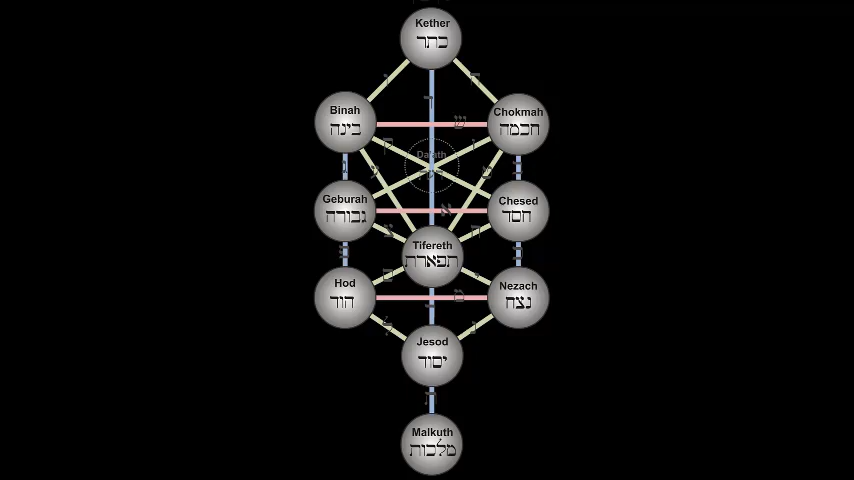 Kether
כתר
Binah
בינה
Chokmah
חכמה
ש
Daath
Geburah
גבורה
Chesed
חסד
א
Tifereth
תפארת
Hod
הוד
Nezach
נצח
מ
Jesod
יסוד
ת
Malkuth
מלכות